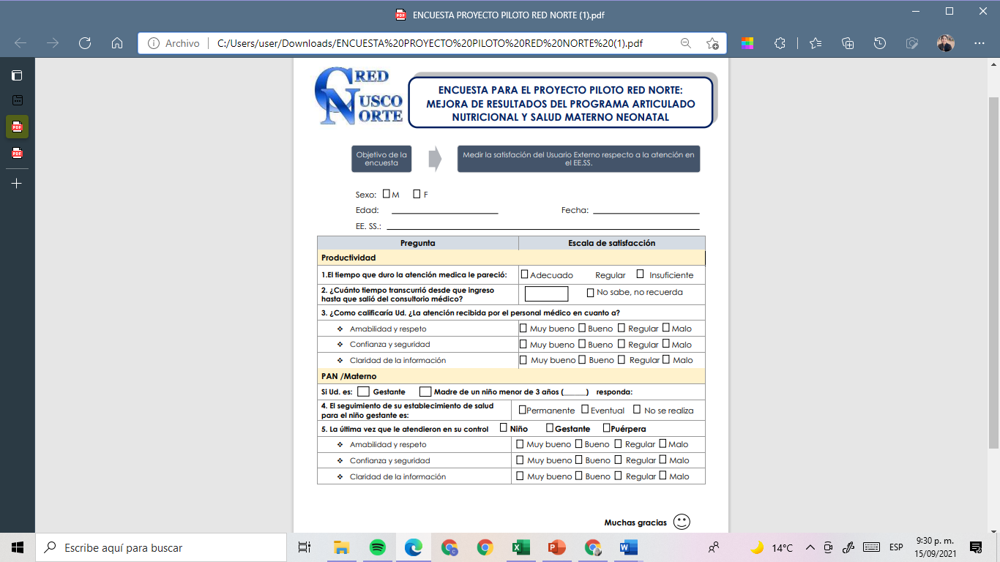 ENCUESTA PROYECTO PILOTO RED NORTE (1).pdf
Archivo
C:/Users/user/Downloads/ENCUESTA%20PROYECTO%20PILOTO%20RED%20NORTE%20(1).pdf
RED
CUSCO
NORTE
ENCUESTA PARA EL PROYECTO PILOTO RED NORTE:
MEJORA DE RESULTADOS DEL PROGRAMA ARTICULADO
NUTRICIONAL Y SALUD MATERNO NEONATAL
Objetivo de la
encuesta
Medir la satisfacción del Usuario Externo respecto a la atención en
el EE.SS.
Sexo: M F
Edad: Fecha:
EE. SS.:
Pregunta Escala de satisfacción
Productividad
1.El tiempo que duro la atención medica le pareció: Adecuado Regular Insuficiente
2. ¿Cuánto tiempo transcurrió desde que ingreso
hasta que salió del consultorio médico? No sabe, no recuerda
3. ¿Como calificaría Ud. ¿La atención recibida por el personal médico en cuanto a?
Amabilidad y respeto Muy bueno Bueno Regular Malo
Confianza y seguridad Muy bueno Bueno Regular Malo
Claridad de la información Muy bueno Bueno Regular Malo
PAN /Materno
Si Ud. es: Gestante Madre de un niño menor de 3 años (______) responda:
4. El seguimiento de su establecimiento de salud
para el niño gestante es: Permanente Eventual No se realiza
5. La última vez que le atendieron en su control Niño Gestante Puérpera
Amabilidad y respeto Muy bueno Bueno Regular Malo
Confianza y seguridad Muy bueno Bueno Regular Malo
Claridad de la información Muy bueno Bueno Regular Malo
Muchas gracias
Escribe aquí para buscar
14°C
ESP
9:30 p. m.
15/09/2021